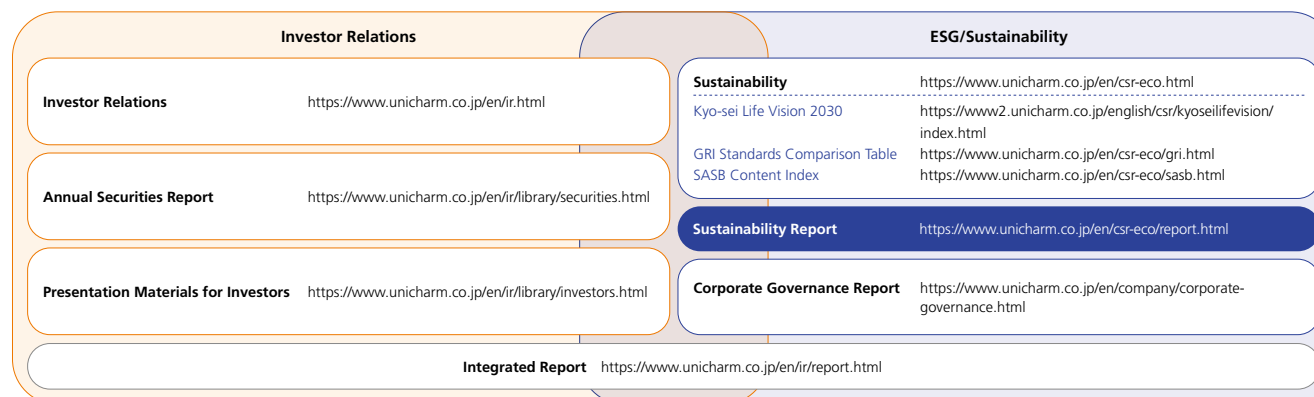 Investor Relations
Investor Relations https://www.unicharm.co.jp/en/ir.html
Annual Securities Report https://www.unicharm.co.jp/en/ir/library/securities.html
Presentation Materials for Investors https://www.unicharm.co.jp/en/ir/library/investors.html
ESG/Sustainability
Sustainability https://www.unicharm.co.jp/en/csr-eco.html
Kyo-sei Life Vision 2030 https://www2.unicharm.co.jp/english/csr/kyoseilifevision/
index.html
GRI Standards Comparison Table https://www.unicharm.co.jp/en/csr-eco/gri.html
SASB Content Index https://www.unicharm.co.jp/en/csr-eco/sasb.html
Sustainability Report https://www.unicharm.co.jp/en/csr-eco/report.html
Corporate Governance Report https://www.unicharm.co.jp/en/company/corporate-
governance.html
Integrated Report https://www.unicharm.co.jp/en/ir/report.html